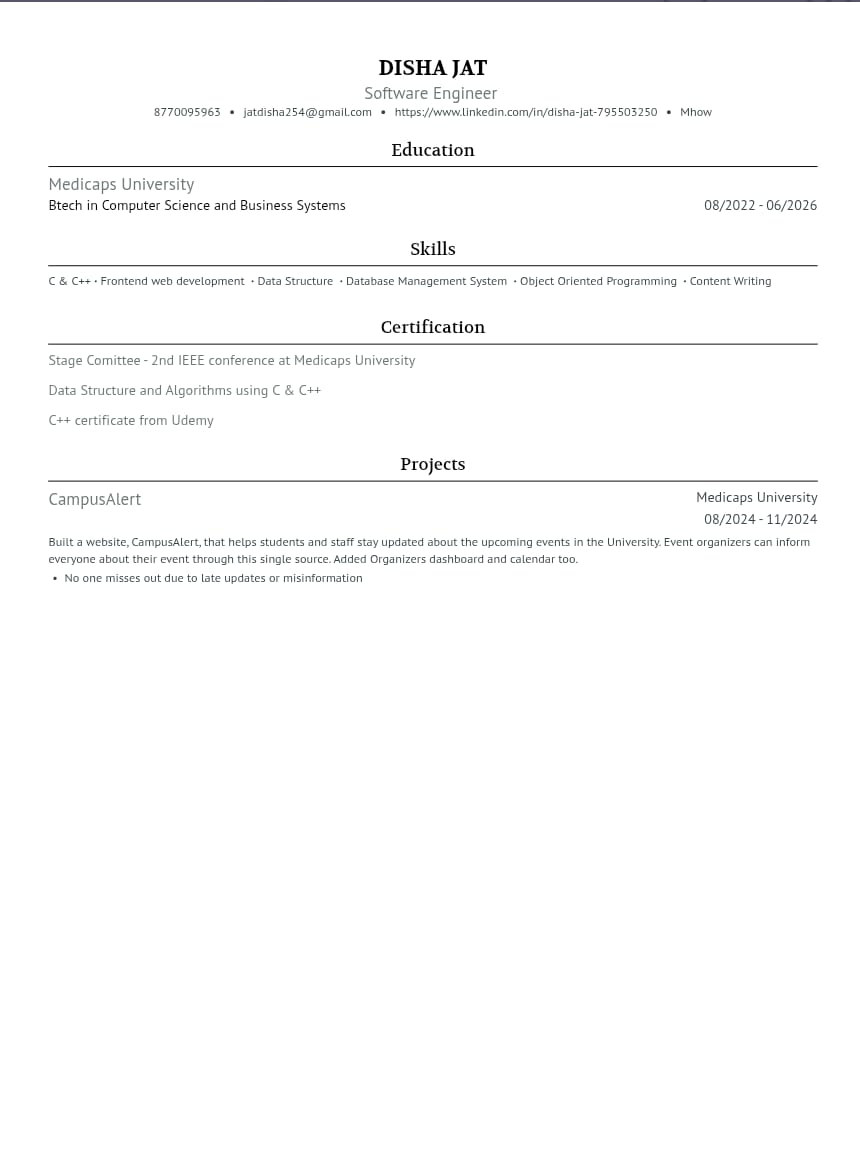 DISHA JAT
Software Engineer
8770095963 • jatdisha254@gmail.com • https://www.linkedin.com/in/disha-jat-795503250 • Mhow
Education
Medicaps University
Btech in Computer Science and Business Systems 08/2022 - 06/2026
Skills
C & C++ · Frontend web development · Data Structure · Database Management System · Object Oriented Programming · Content Writing
Certification
Stage Comittee - 2nd IEEE conference at Medicaps University
Data Structure and Algorithms using C & C++
C++ certificate from Udemy
Projects
CampusAlert Medicaps University
08/2024 - 11/2024
Built a website, CampusAlert, that helps students and staff stay updated about the upcoming events in the University. Event organizers can inform
everyone about their event through this single source. Added Organizers dashboard and calendar too.
• No one misses out due to late updates or misinformation